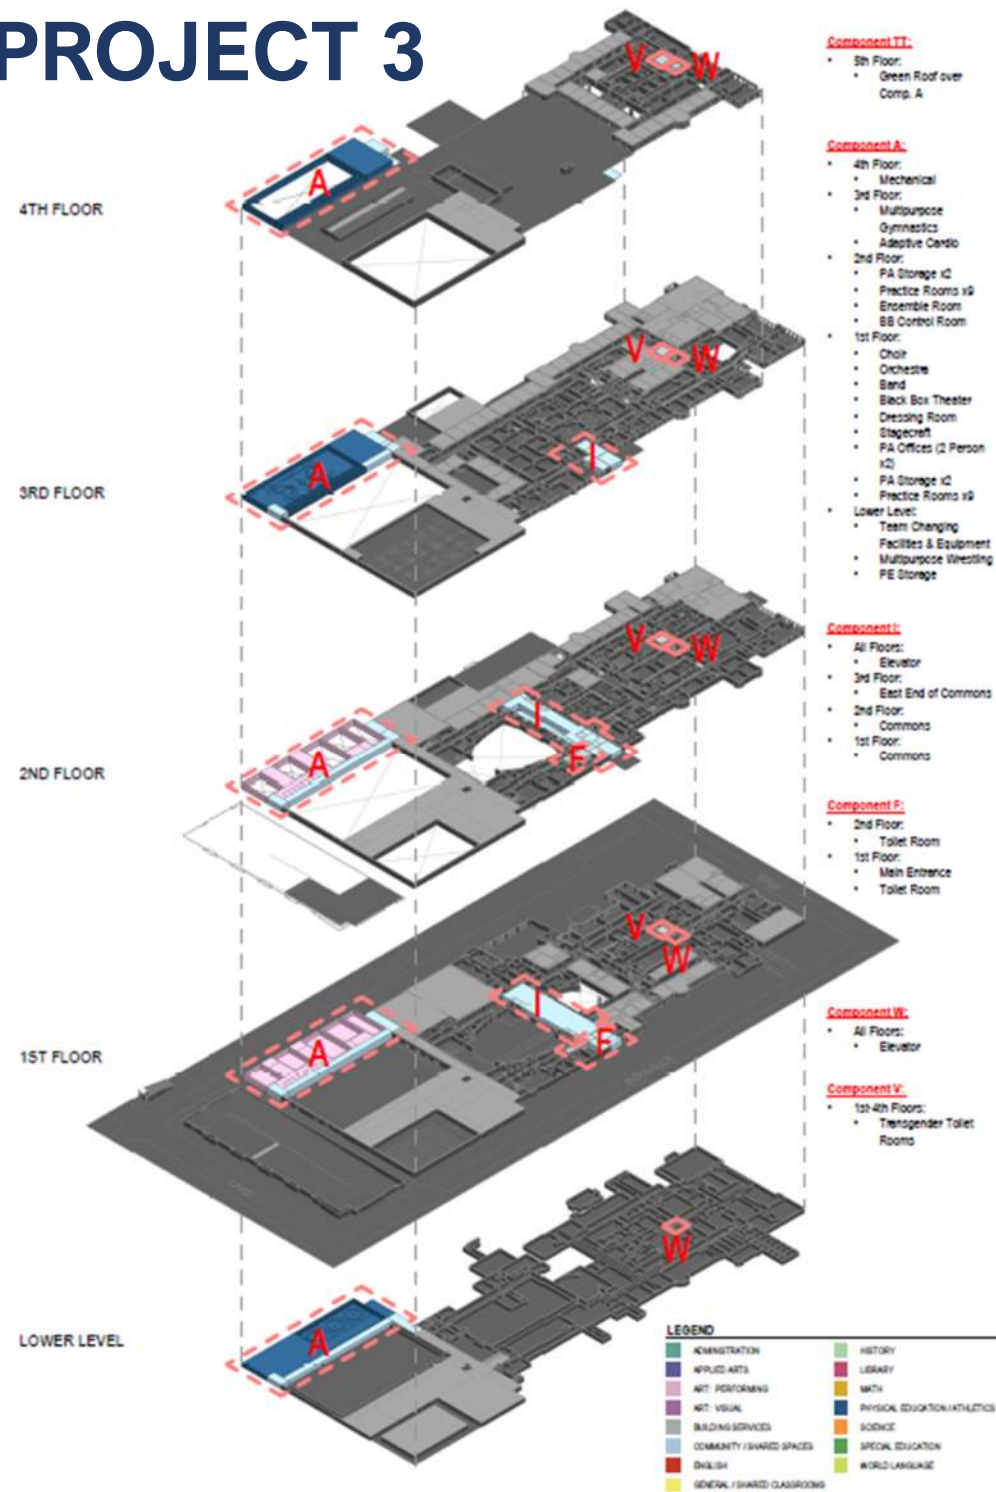 PROJECT 3
Component TT:
5th Floor:
Green Roof over
Comp. A
Component A:
4th Floor:
Mechanical
3rd Floor:
Multipurpose
Gymnastics
Adaptive Cardio
2nd Floor:
PA Storage x2
Practice Rooms x9
Ensemble Room
BB Control Room
1st Floor:
Choir
Orchestra
Band
Black Box Theater
Dressing Room
Stagecraft
PA Offices (2 Person
x2)
PA Storage x2
Practice Rooms x9
Lower Level:
Team Changing
Facilities & Equipment
Multipurpose Wrestling
PE Storage
Component I:
All Floors:
Elevator
3rd Floor:
East End of Commons
2nd Floor:
Commons
1st Floor:
Commons
Component F:
2nd Floor:
Toilet Room
1st Floor:
Main Entrance
Toilet Room
Component W:
All Floors:
Elevator
Component V:
1st-4th Floors:
Transgender Toilet
Rooms
4TH FLOOR
A
V W
3RD FLOOR
A
I
V W
2ND FLOOR
A
I
F
V W
1ST FLOOR
A
I
F
V
W
LOWER LEVEL
A
W
LEGEND
ADMINISTRATION
APPLIED ARTS
ART: PERFORMING
ART: VISUAL
BUILDING SERVICES
COMMUNITY / SHARED SPACES
ENGLISH
GENERAL / SHARED CLASSROOMS
HISTORY
LIBRARY
MATH
PHYSICAL EDUCATION / ATHLETICS
SCIENCE
SPECIAL EDUCATION
WORLD LANGUAGE